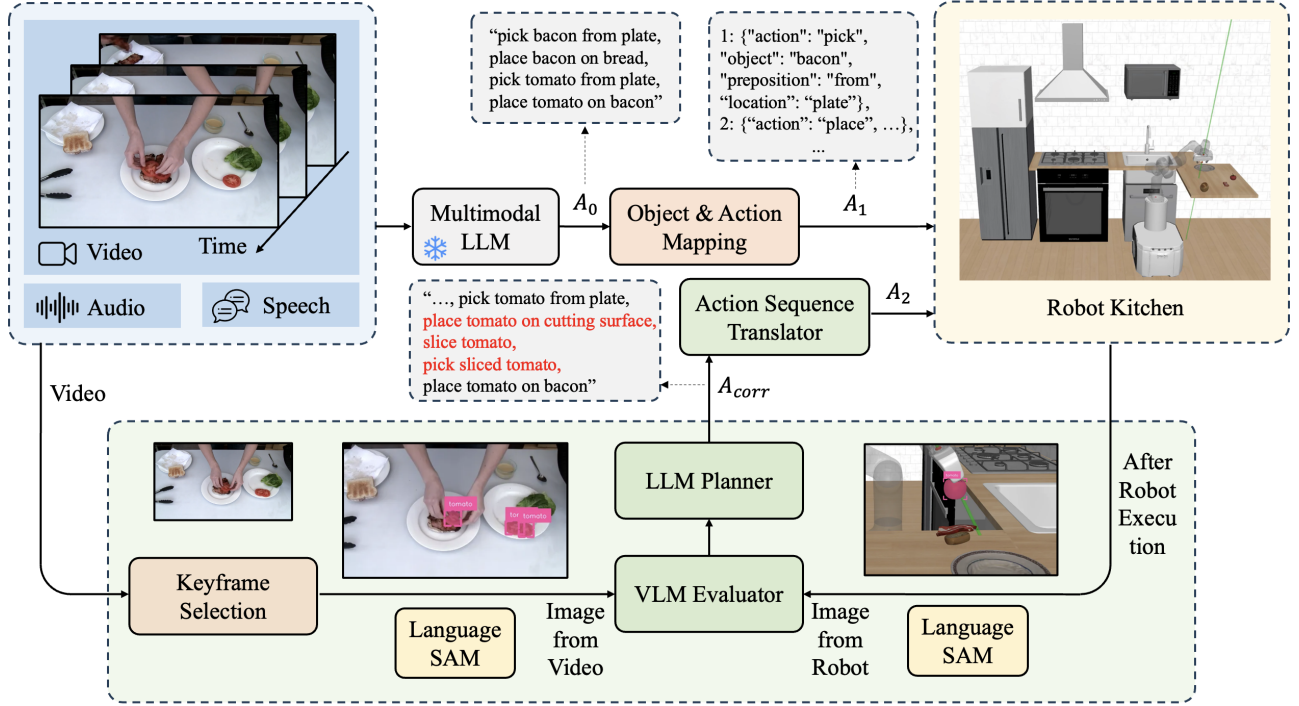 “pick bacon from plate,
place bacon on bread,
pick tomato from plate,
place tomato on bacon”
1: {"action": "pick",
"object": "bacon",
"preposition": "from",
“location”: “plate”},
2: {“action”: “place”, …},
...
Video
Time
Audio
Speech
Multimodal
LLM
A0
Object & Action
Mapping
A1
Robot Kitchen
“…, pick tomato from plate,
place tomato on cutting surface,
slice tomato,
pick sliced tomato,
place tomato on bacon”
Action Sequence
Translator
A2
Acorr
Video
Keyframe
Selection
tomato
tor
tomato
Language
SAM
Image
from
Video
LLM Planner
VLM Evaluator
Image
from
Robot
tomato
Language
SAM
After
Robot
Execu
tion